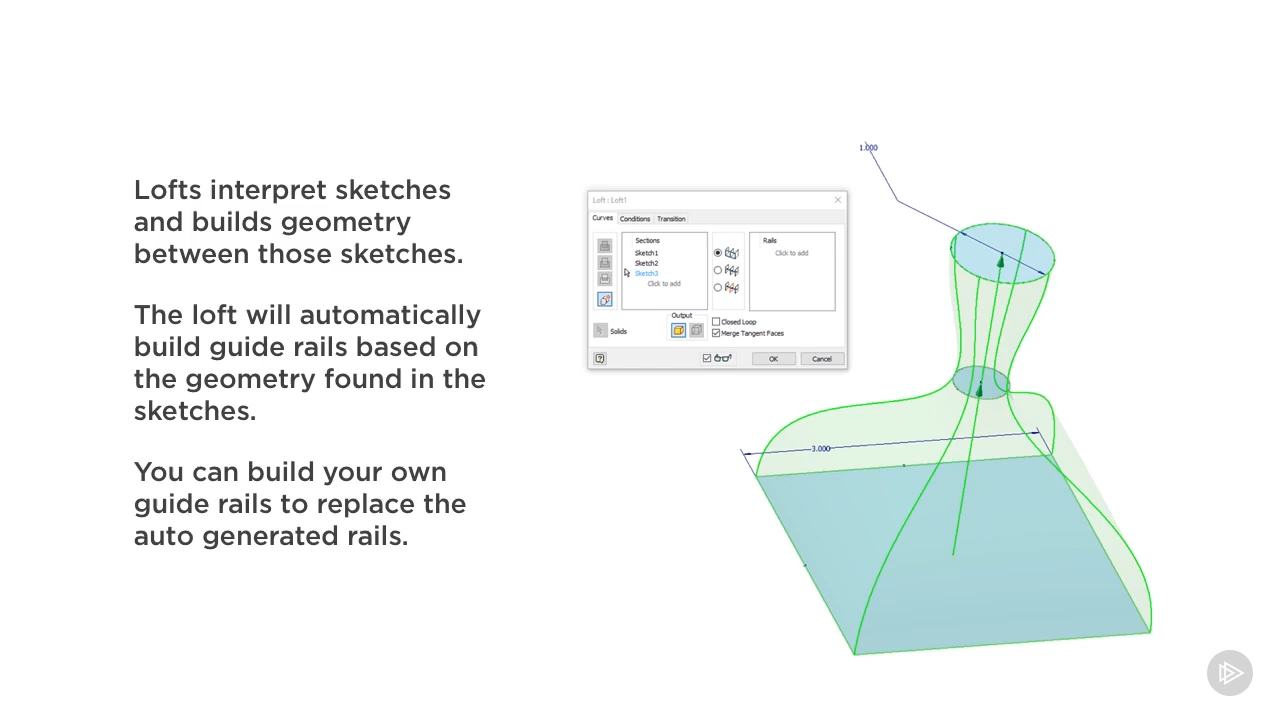 Lofts interpret sketches
and builds geometry
between those sketches.
The loft will automatically
build guide rails based on
the geometry found in the
sketches.
You can build your own
guide rails to replace the
auto generated rails.
Loft : Loft1
Curves Conditions Transition
Sections
Sketch1
Sketch2
Sketch3
Click to add
Rails
Click to add
Output
Solids
Closed Loop
Merge Tangent Faces
OK Cancel
1.000
3.000